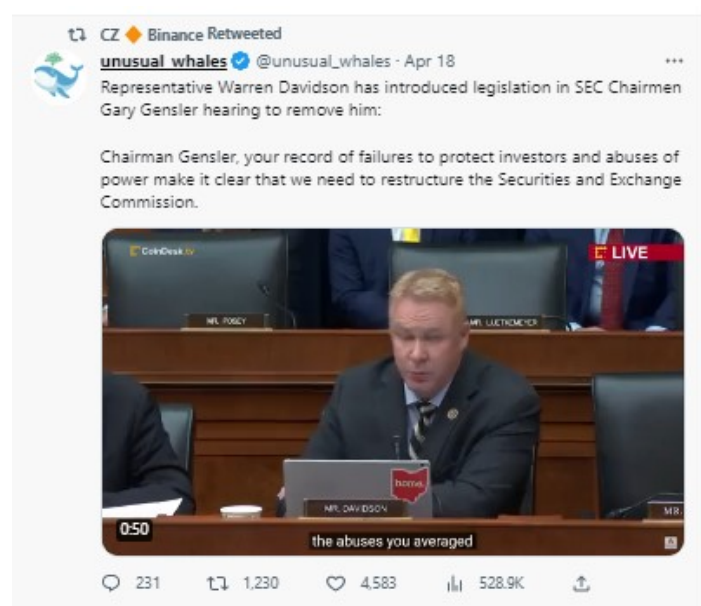 CZ 🔶 Binance Retweeted
unusual_whales @unusual_whales · Apr 18
Representative Warren Davidson has introduced legislation in SEC Chairmen
Gary Gensler hearing to remove him:
Chairman Gensler, your record of failures to protect investors and abuses of
power make it clear that we need to restructure the Securities and Exchange
Commission.
CoinDesk tv
LIVE
MR. POSEY
MR. LUETKEMEYER
home.
MR. DAVIDSON
MR.
0:50
the abuses you averaged
231 1,230 4,583 528.9K